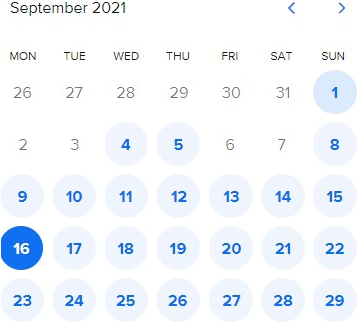 September 2021
MON TUE WED THU FRI SAT SUN
26 27 28 29 30 31 1
2 3 4 5 6 7 8
9 10 11 12 13 14 15
16 17 18 19 20 21 22
23 24 25 26 27 28 29